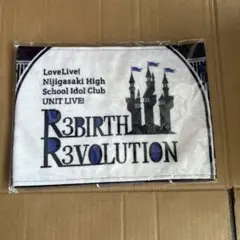 LoveLive!
Nijigasaki High
School Idol Club
UNIT LIVE!
R3BIRTH
R3VOLUTION